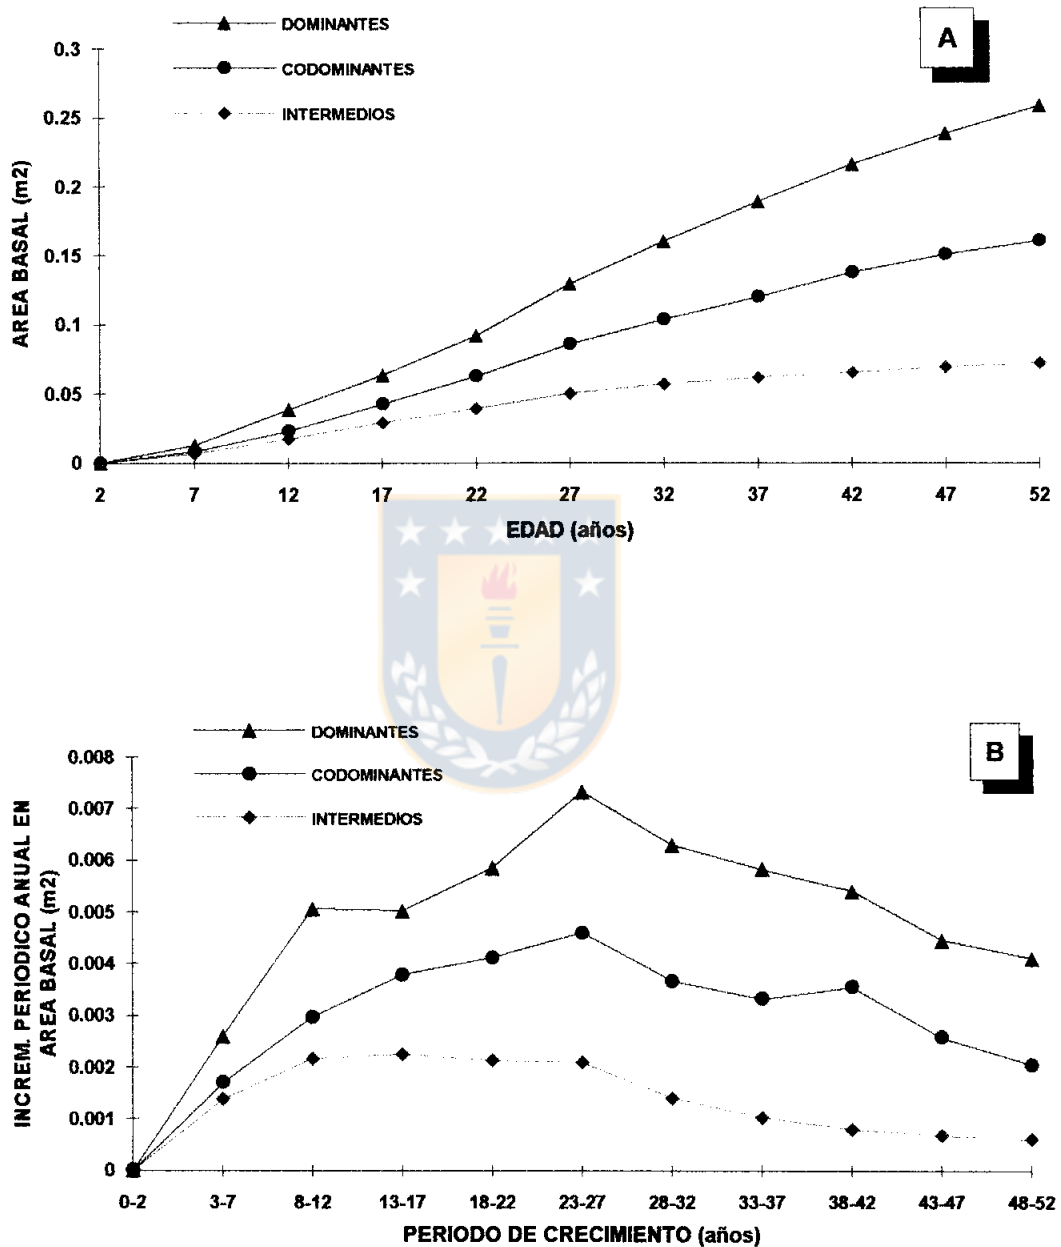 DOMINANTES
CODOMINANTES
INTERMEDIOS
A
AREA BASAL (m2)
0.3
0.25
0.2
0.15
0.1
0.05
0
2 7 12 17 22 27 32 37 42 47 52
EDAD (años)
DOMINANTES
CODOMINANTES
INTERMEDIOS
B
INCREM. PERIODICO ANUAL EN
AREA BASAL (m2)
0.008
0.007
0.006
0.005
0.004
0.003
0.002
0.001
0
0-2 3-7 8-12 13-17 18-22 23-27 28-32 33-37 38-42 43-47 48-52
PERIODO DE CRECIMIENTO (años)